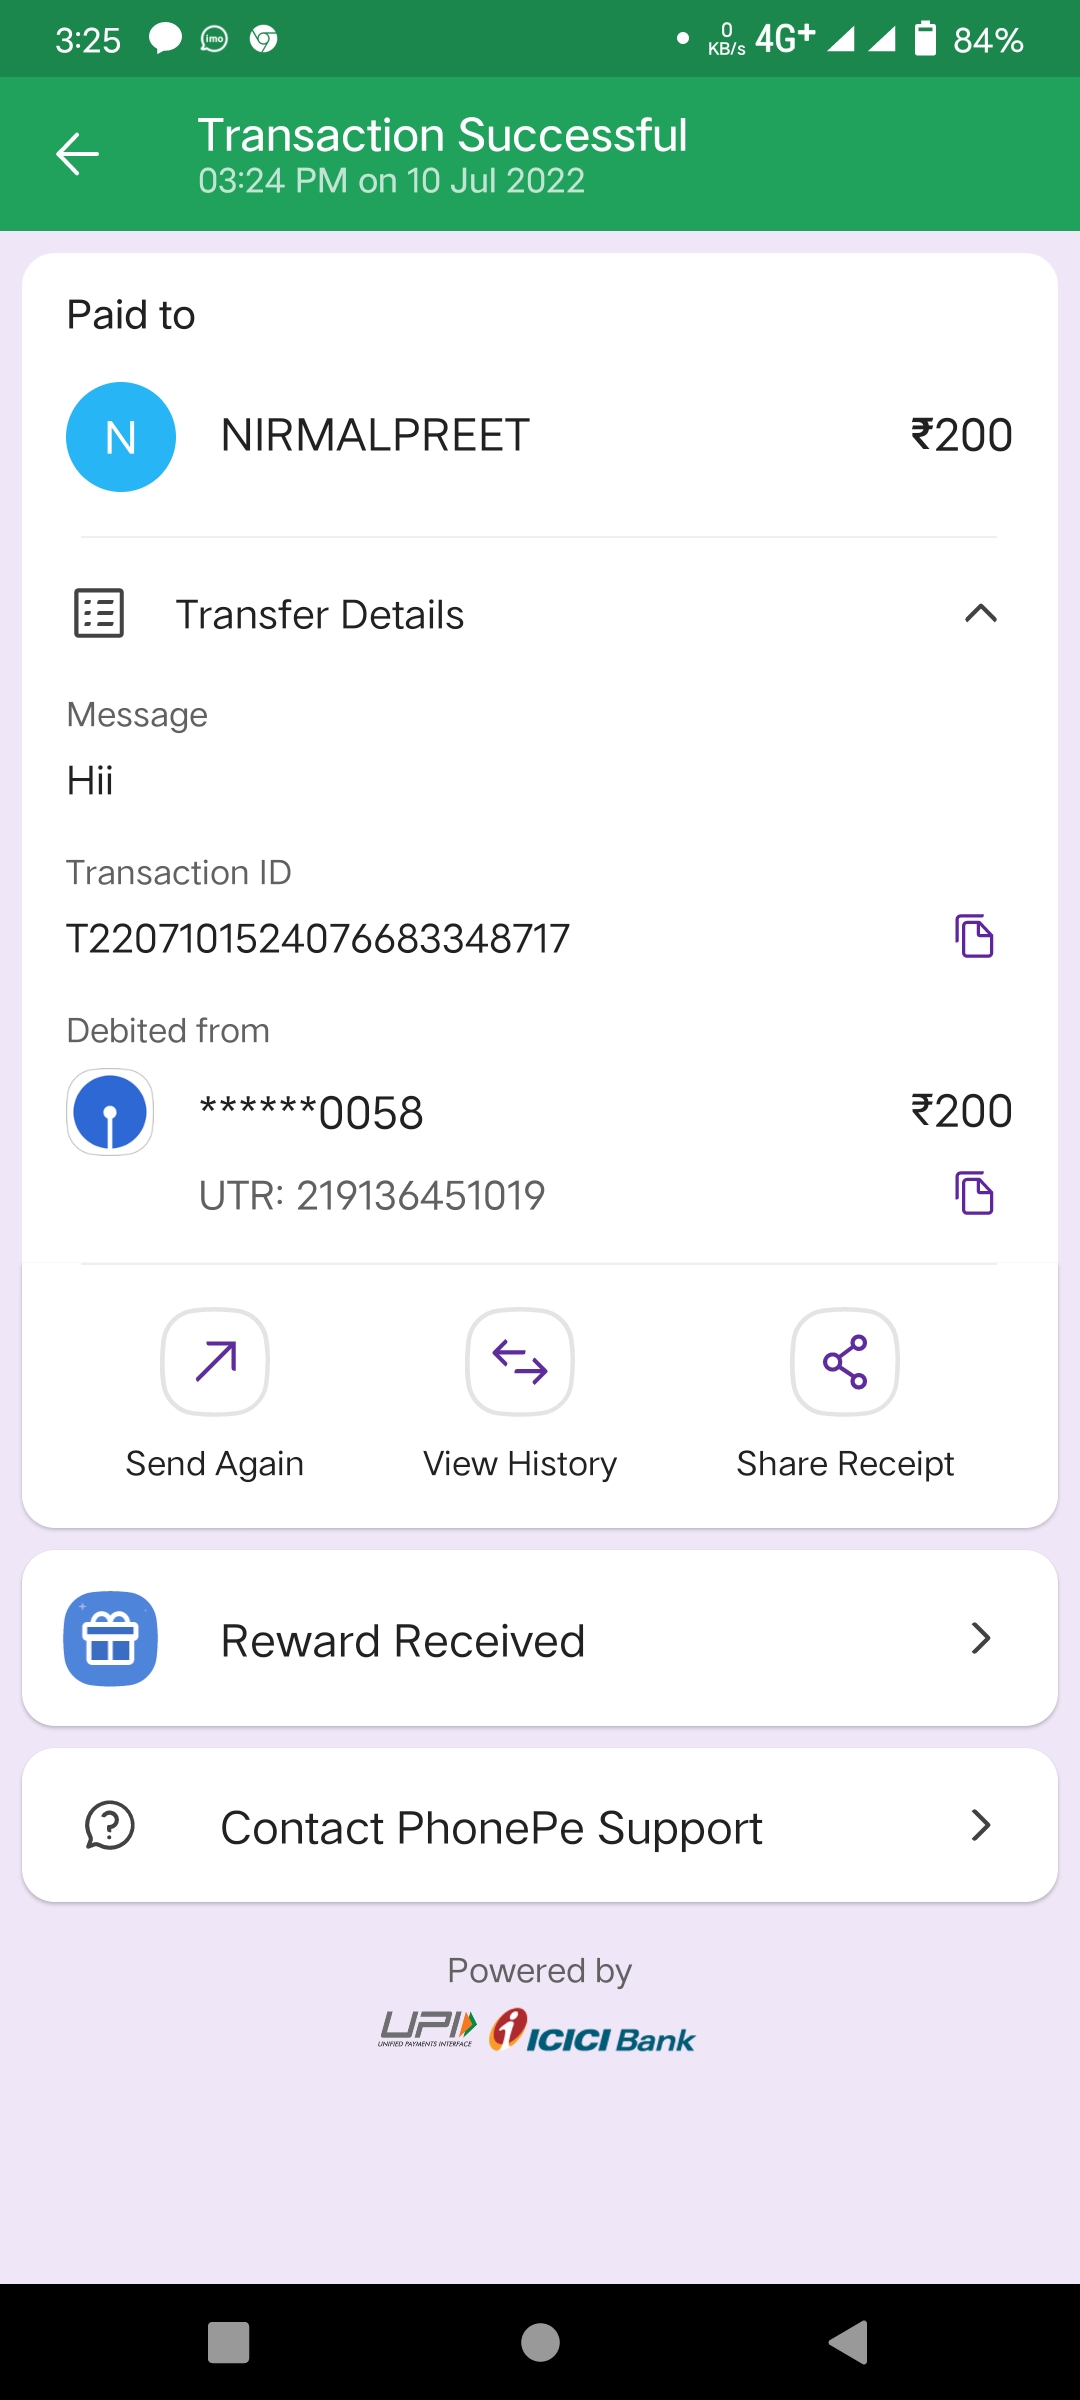 3:25 imo 0 KB/s 4G+ 84%
Transaction Successful
03:24 PM on 10 Jul 2022
Paid to
N NIRMALPREET ₹200
Transfer Details
Message
Hii
Transaction ID
T2207101524076683348717
Debited from
******0058 ₹200
UTR: 219136451019
Send Again View History Share Receipt
Reward Received
Contact PhonePe Support
Powered by
UPI ICICI Bank
UNIFIED PAYMENTS INTERFACE